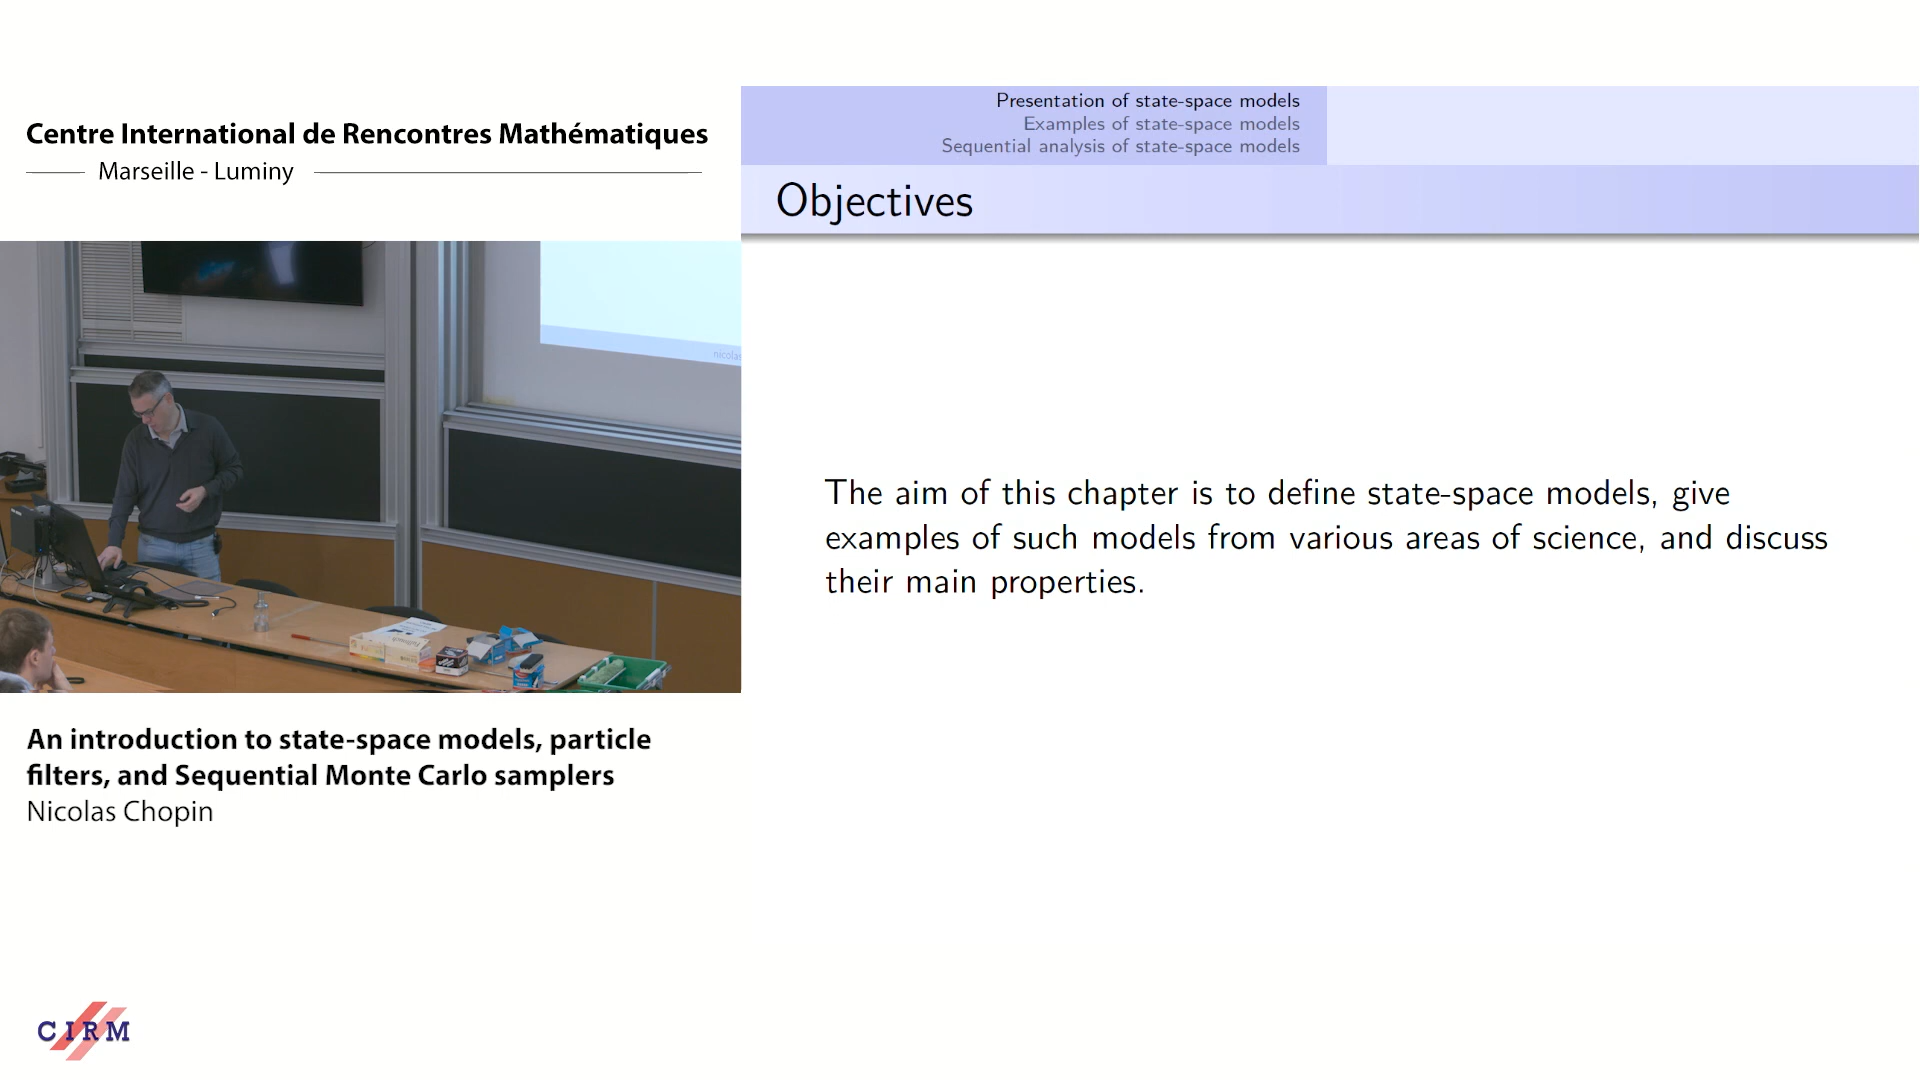 Centre International de Rencontres Mathématiques
Marseille - Luminy
Presentation of state-space models
Examples of state-space models
Sequential analysis of state-space models
Objectives
The aim of this chapter is to define state-space models, give
examples of such models from various areas of science, and discuss
their main properties.
nicolas
An introduction to state-space models, particle
filters, and Sequential Monte Carlo samplers
Nicolas Chopin
CIRM